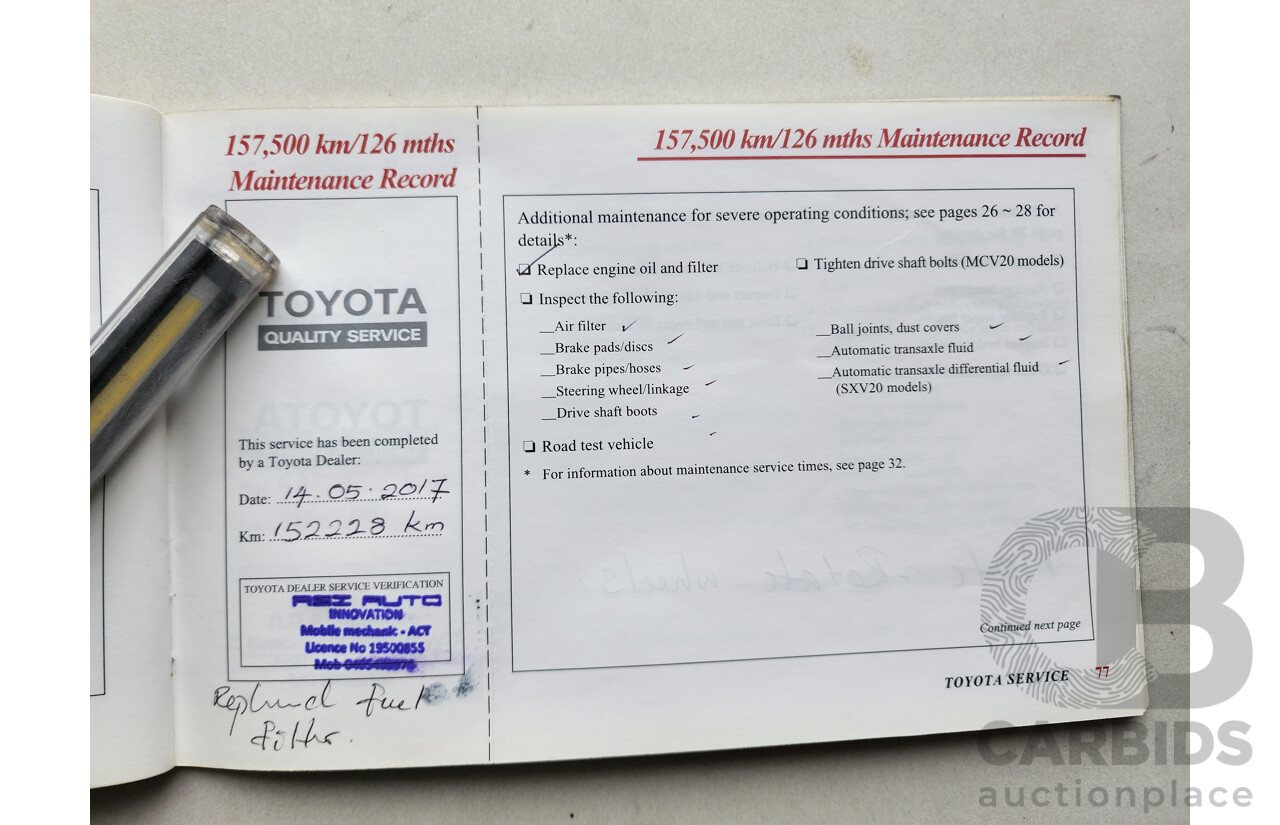 157,500 km/126 mths
Maintenance Record
TOYOTA
QUALITY SERVICE
This service has been completed
by a Toyota Dealer:
Date: 14.05.2017
Km: 152228 km
TOYOTA DEALER SERVICE VERIFICATION
AUTO
INNOVATION
Mobile mechanic - ACT
Licence No 19500855
Mob
fuel
157,500 km/126 mths Maintenance Record
Additional maintenance for severe operating conditions; see pages 26 ~ 28 for
details*:
Replace engine oil and filter
Tighten drive shaft bolts (MCV20 models)
Inspect the following:
__Air filter
__Brake pads/discs
__Brake pipes/hoses
__Steering wheel/linkage
__Drive shaft boots
__Ball joints, dust covers
__Automatic transaxle fluid
__Automatic transaxle differential fluid
(SXV20 models)
Road test vehicle
* For information about maintenance service times, see page 32.
Continued next page
TOYOTA SERVICE 77
CARBIDS
auctionplace